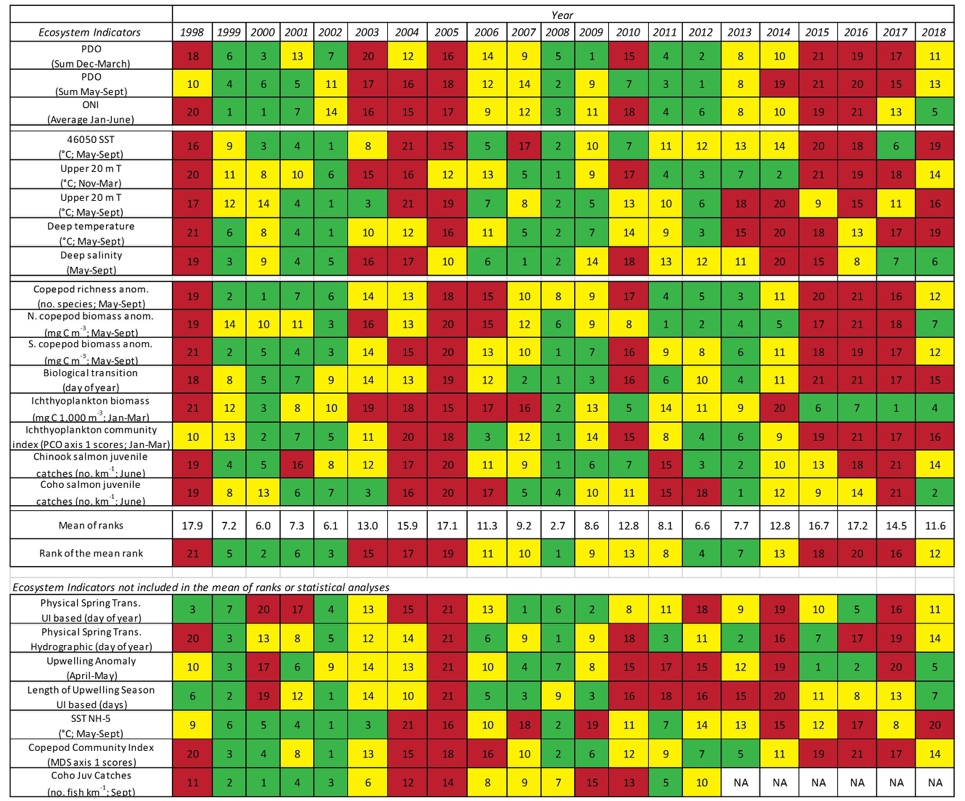 Year
Ecosystem Indicators 1998 1999 2000 2001 2002 2003 2004 2005 2006 2007 2008 2009 2010 2011 2012 2013 2014 2015 2016 2017 2018
PDO
(Sum Dec-March) 18 6 3 13 7 20 12 16 14 9 5 1 15 4 2 8 10 21 19 17 11
PDO
(Sum May-Sept) 10 4 6 5 11 17 16 18 12 14 2 9 7 3 1 8 19 21 20 15 13
ONI
(Average Jan-June) 20 1 1 7 14 16 15 17 9 12 3 11 18 4 6 8 10 19 21 13 5
46050 SST
(°C; May-Sept) 16 9 3 4 1 8 21 15 5 17 2 10 7 11 12 13 14 20 18 6 19
Upper 20 m T
(°C; Nov-Mar) 20 11 8 10 6 15 16 12 13 5 1 9 17 4 3 7 2 21 19 18 14
Upper 20 m T
(°C; May-Sept) 17 12 14 4 1 3 21 19 7 8 2 5 13 10 6 18 20 9 15 11 16
Deep temperature
(°C; May-Sept) 21 6 8 4 1 10 12 16 11 5 2 7 14 9 3 15 20 18 13 17 19
Deep salinity
(May-Sept) 19 3 9 4 5 16 17 10 6 1 2 14 18 13 12 11 20 15 8 7 6
Copepod richness anom.
(no. species; May-Sept) 19 2 1 7 6 14 13 18 15 10 8 9 17 4 5 3 11 20 21 16 12
N. copepod biomass anom.
(mg C m⁻³; May-Sept) 19 14 10 11 3 16 13 20 15 12 6 9 8 1 2 4 5 17 21 18 7
S. copepod biomass anom.
(mg C m⁻³; May-Sept) 21 2 5 4 3 14 15 20 13 10 1 7 16 9 8 6 11 18 19 17 12
Biological transition
(day of year) 18 8 5 7 9 14 13 19 12 2 1 3 16 6 10 4 11 21 21 17 15
Ichthyoplankton biomass
(mg C 1,000 m⁻³; Jan-Mar) 21 12 3 8 10 19 18 15 17 16 2 13 5 14 11 9 20 6 7 1 4
Ichthyoplankton community
index (PCO axis 1 scores; Jan-Mar) 10 13 2 7 5 11 20 18 3 12 1 14 15 8 4 6 9 19 21 17 16
Chinook salmon juvenile
catches (no. km⁻¹; June) 19 4 5 16 8 12 17 20 11 9 1 6 7 15 3 2 10 13 18 21 14
Coho salmon juvenile
catches (no. km⁻¹; June) 19 8 13 6 7 3 16 20 17 5 4 10 11 15 18 1 12 9 14 21 2
Mean of ranks 17.9 7.2 6.0 7.3 6.1 13.0 15.9 17.1 11.3 9.2 2.7 8.6 12.8 8.1 6.6 7.7 12.8 16.7 17.2 14.5 11.6
Rank of the mean rank 21 5 2 6 3 15 17 19 11 10 1 9 13 8 4 7 13 18 20 16 12
Ecosystem Indicators not included in the mean of ranks or statistical analyses
Physical Spring Trans.
UI based (day of year) 3 7 20 17 4 13 15 21 13 1 6 2 8 11 18 9 19 10 5 16 11
Physical Spring Trans.
Hydrographic (day of year) 20 3 13 8 5 12 14 21 6 9 1 9 18 3 11 2 16 7 17 19 14
Upwelling Anomaly
(April-May) 10 3 17 6 9 14 13 21 10 4 7 8 15 17 15 12 19 1 2 20 5
Length of Upwelling Season
UI based (days) 6 2 19 12 1 14 10 21 5 3 9 3 16 18 16 15 20 11 8 13 7
SST NH-5
(°C; May-Sept) 9 6 5 4 1 3 21 16 10 18 2 19 11 7 14 13 15 12 17 8 20
Copepod Community Index
(MDS axis 1 scores) 20 3 4 8 1 13 15 18 16 10 2 6 12 9 7 5 11 19 21 17 14
Coho Juv Catches
(no. fish km⁻¹; Sept) 11 2 1 4 3 6 12 14 8 9 7 15 13 5 10 NA NA NA NA NA NA